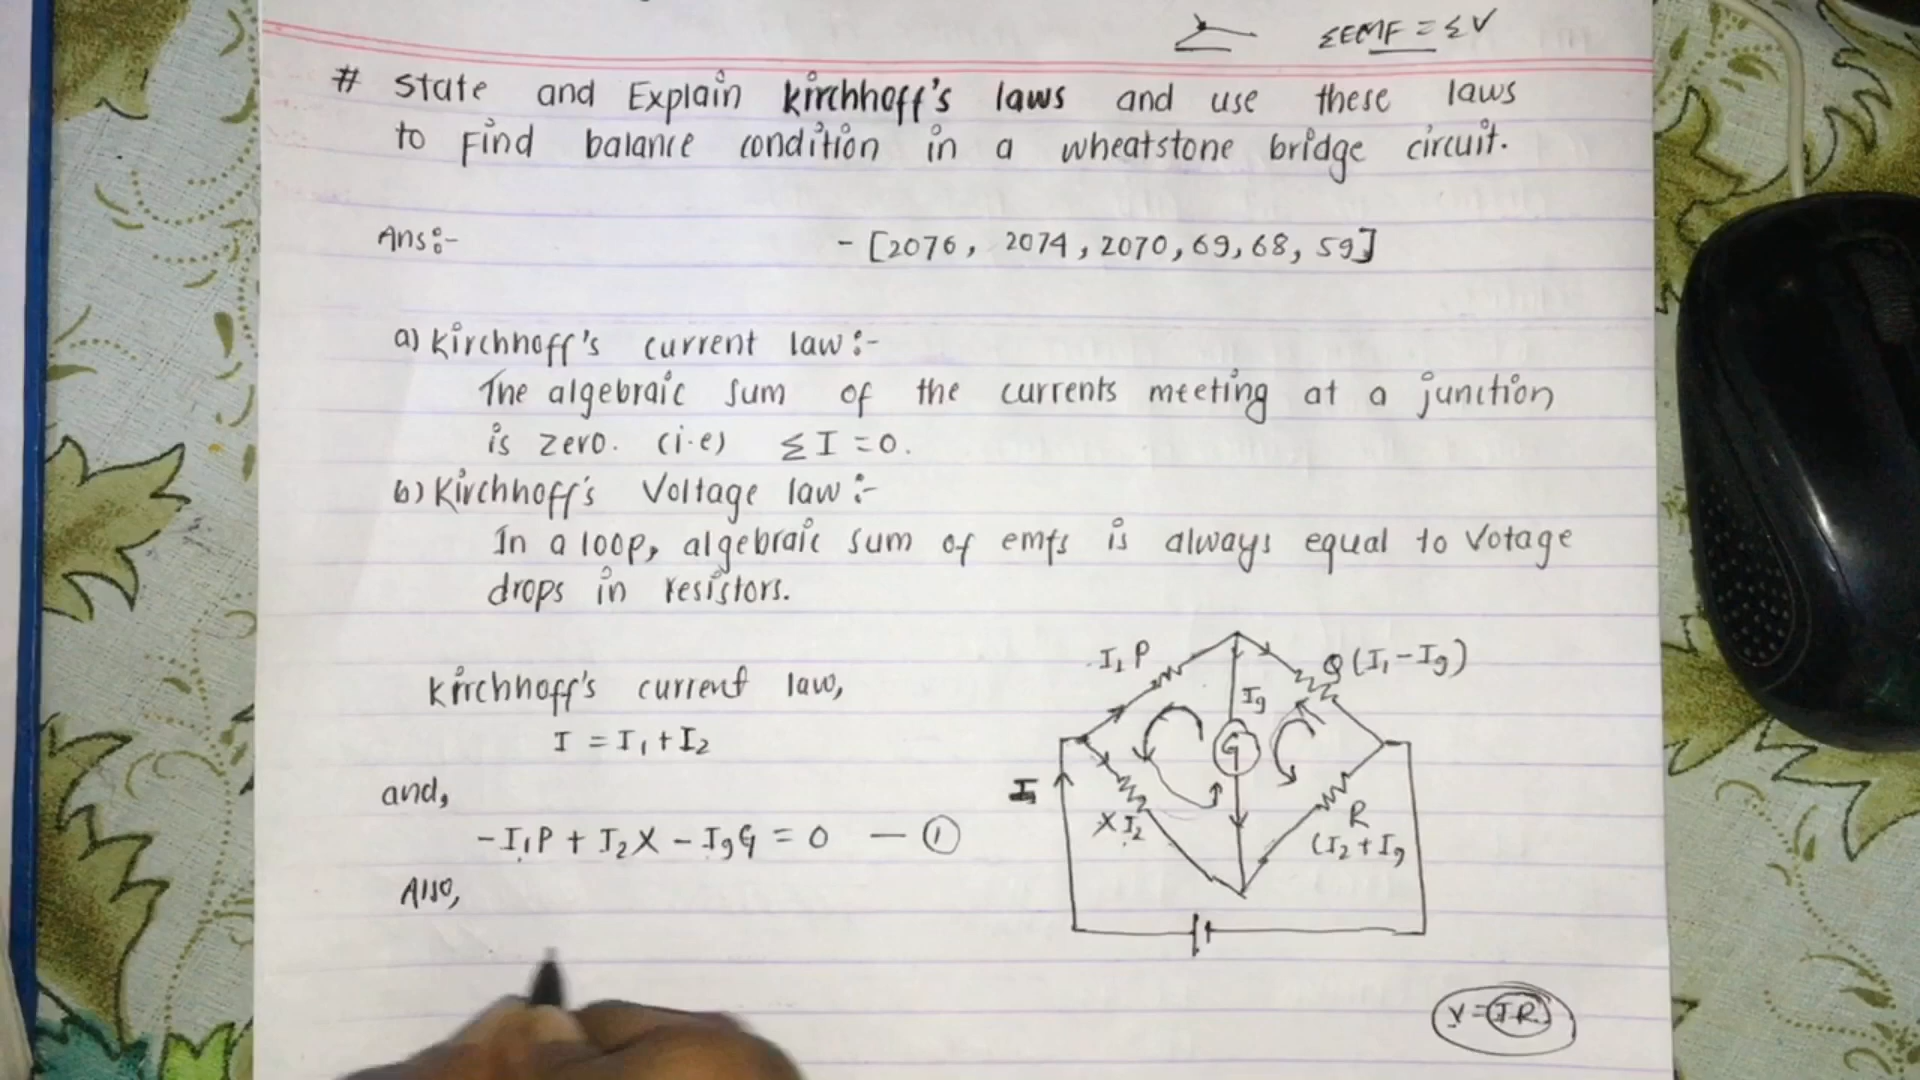 ΣEMF = ΣV
# State and Explain Kirchhoff's laws and use these laws
to Find balance condition in a wheatstone bridge circuit.
Ans:-
- [2076, 2074, 2070, 69, 68, 59]
a) Kirchhoff's current law:-
The algebraic sum of the currents meeting at a junction
is zero. (i.e) ΣI = 0.
b) Kirchhoff's Voltage law:-
In a loop, algebraic sum of emfs is always equal to Votage
drops in resistors.
Kirchhoff's current law,
I = I₁ + I₂
and,
-I₁P + I₂X - IgG = 0 — ①
Also,
I₁ P
Q (I₁ - Ig)
Ig
G
I
X I₂
R
(I₂ + Ig
V = IR